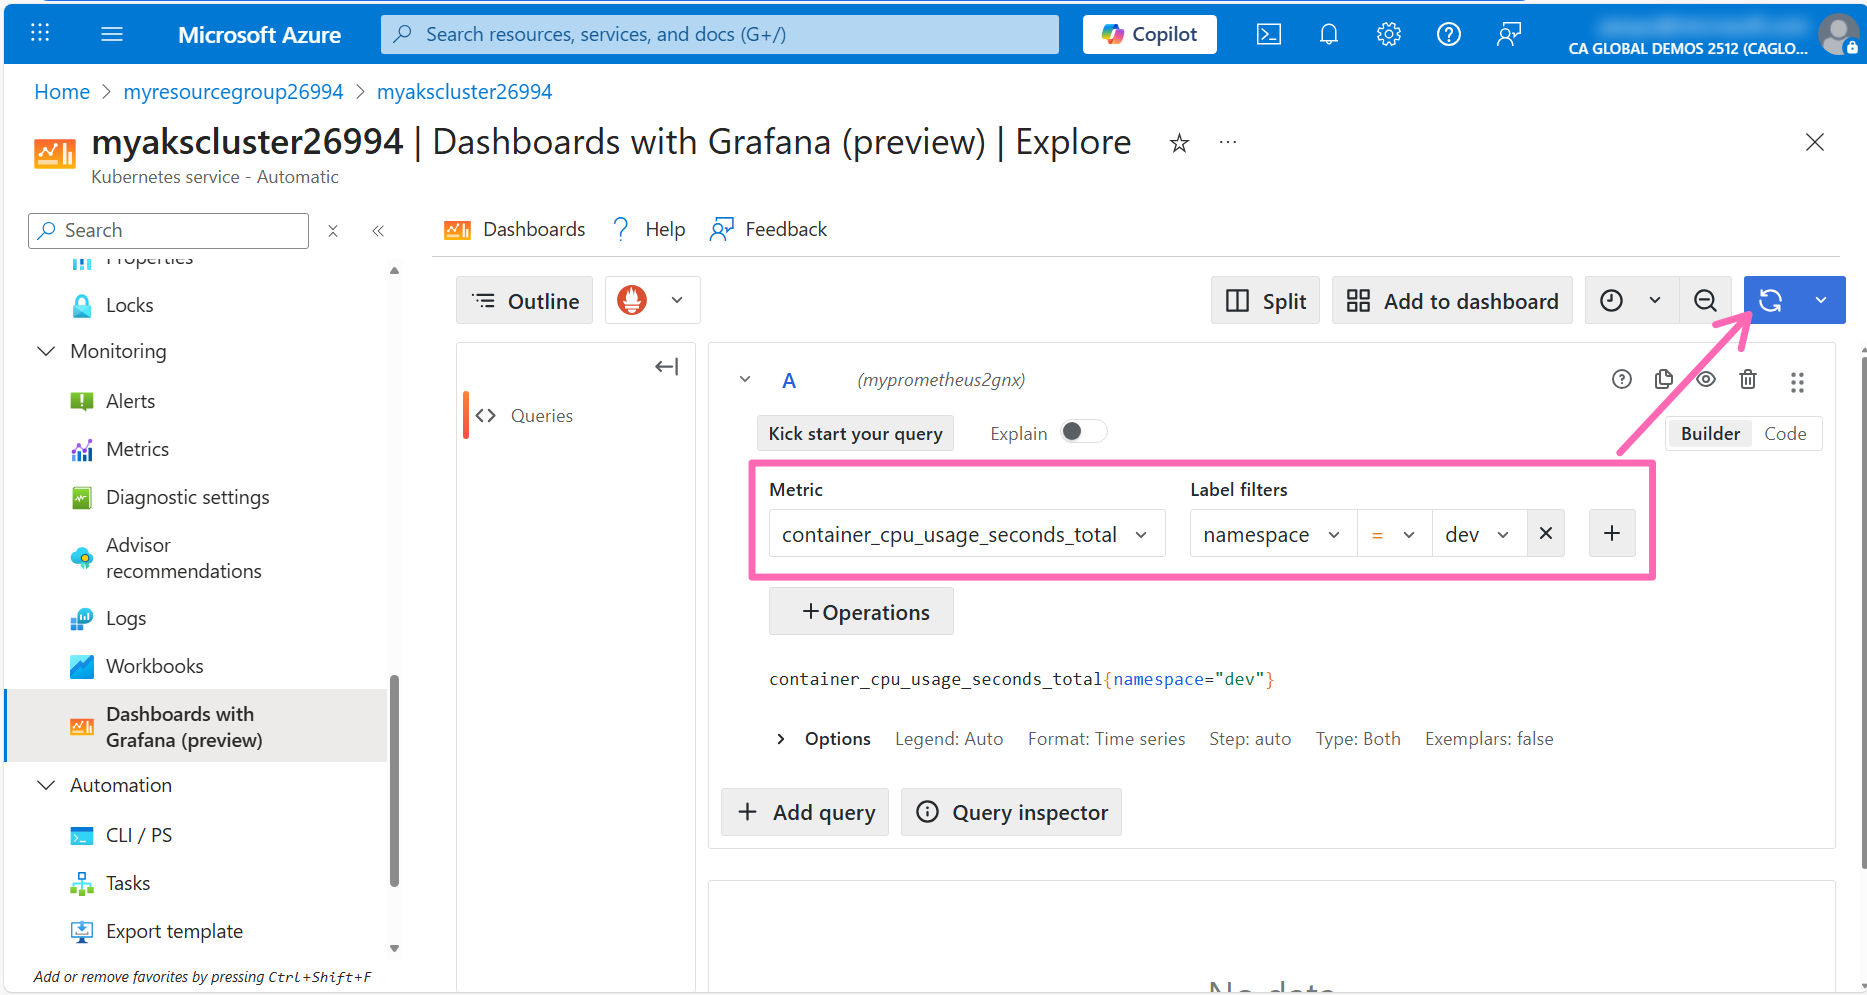 Microsoft Azure
Search resources, services, and docs (G+/)
Copilot
CA GLOBAL DEMOS 2512 (CAGLO...
Home > myresourcegroup26994 > myakscluster26994
myakscluster26994 | Dashboards with Grafana (preview) | Explore
Kubernetes service - Automatic
Search
Properties
Locks
Monitoring
Alerts
Metrics
Diagnostic settings
Advisor
recommendations
Logs
Workbooks
Dashboards with
Grafana (preview)
Automation
CLI / PS
Tasks
Export template
Add or remove favorites by pressing Ctrl+Shift+F
Dashboards
Help
Feedback
Outline
Split
Add to dashboard
Queries
A
(myprometheus2gnx)
Kick start your query
Explain
Builder
Code
Metric
Label filters
container_cpu_usage_seconds_total
namespace
=
dev
+ Operations
container_cpu_usage_seconds_total{namespace="dev"}
Options
Legend: Auto
Format: Time series
Step: auto
Type: Both
Exemplars: false
+ Add query
Query inspector
No data